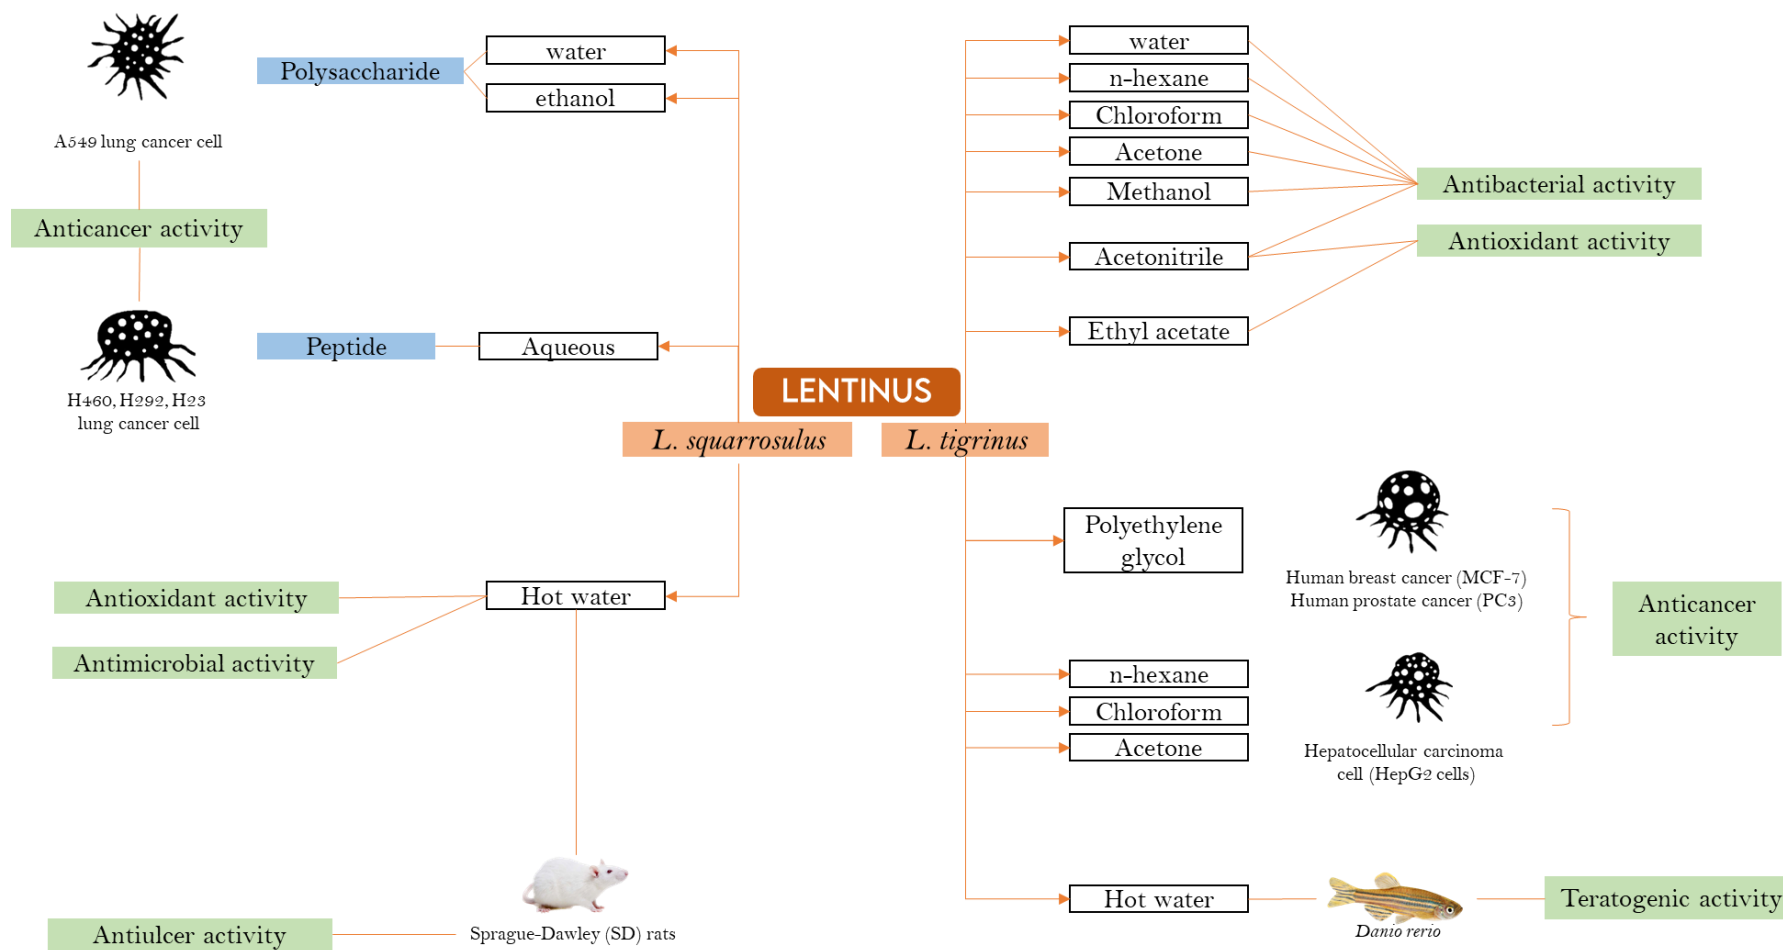 A549 lung cancer cell
Anticancer activity
H460, H292, H23
lung cancer cell
Polysaccharide
water
ethanol
Peptide
Aqueous
LENTINUS
L. squarrosulus
L. tigrinus
Antioxidant activity
Antimicrobial activity
Hot water
Antiulcer activity
Sprague-Dawley (SD) rats
water
n-hexane
Chloroform
Acetone
Methanol
Acetonitrile
Ethyl acetate
Antibacterial activity
Antioxidant activity
Polyethylene
glycol
Human breast cancer (MCF-7)
Human prostate cancer (PC3)
n-hexane
Chloroform
Acetone
Hepatocellular carcinoma
cell (HepG2 cells)
Anticancer
activity
Hot water
Danio rerio
Teratogenic activity